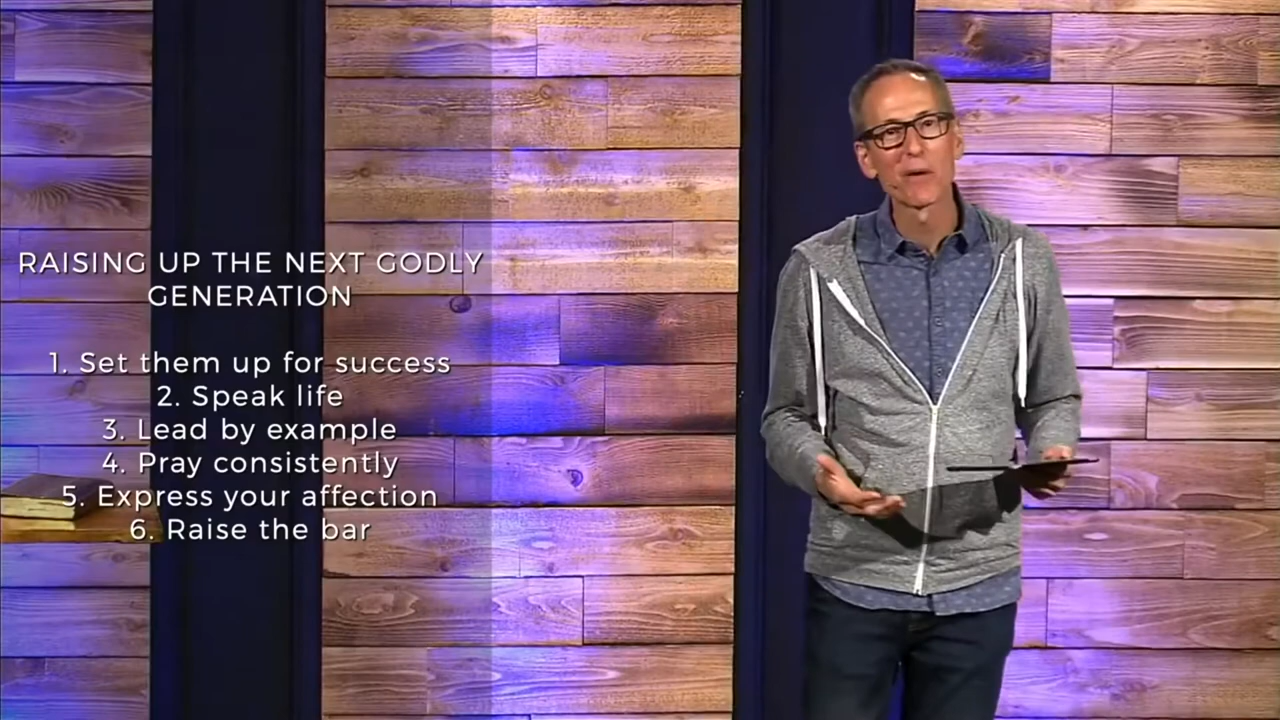 RAISING UP THE NEXT GODLY
GENERATION
1. Set them up for success
2. Speak life
3. Lead by example
4. Pray consistently
5. Express your affection
6. Raise the bar